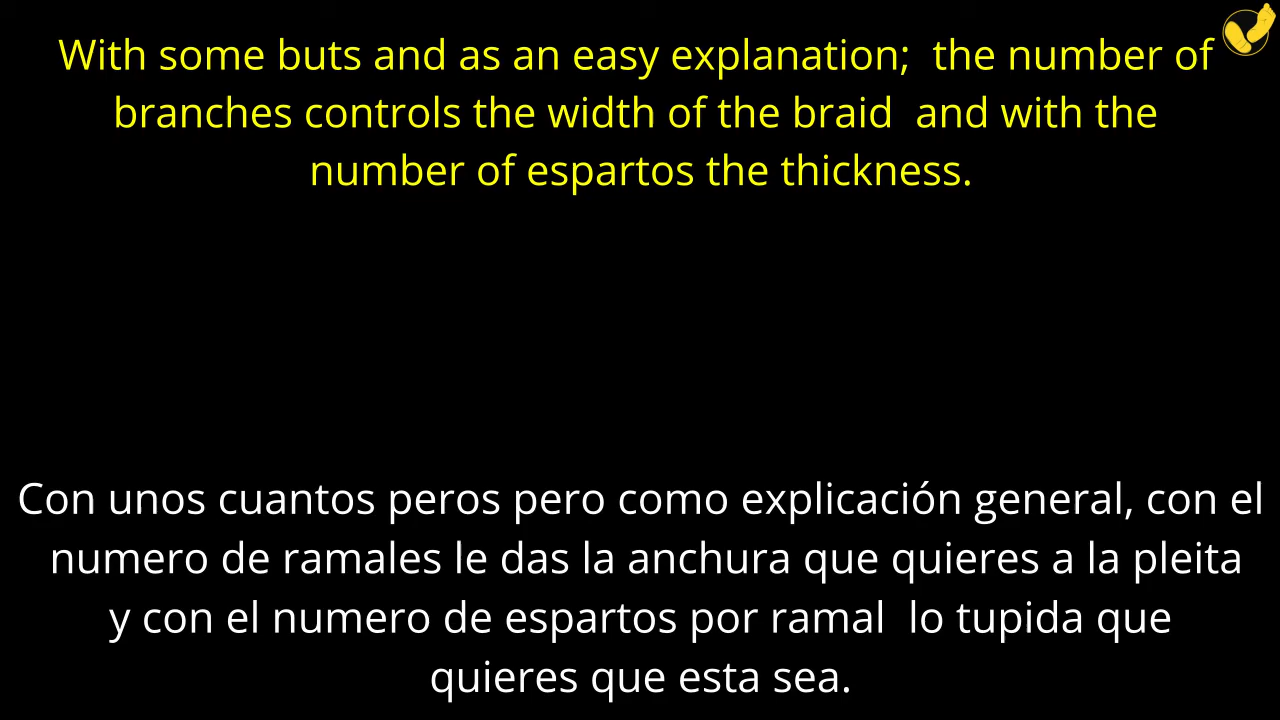 With some buts and as an easy explanation;  the number of
branches controls the width of the braid  and with the
number of espartos the thickness.
Con unos cuantos peros pero como explicación general, con el
numero de ramales le das la anchura que quieres a la pleita
y con el numero de espartos por ramal  lo tupida que
quieres que esta sea.